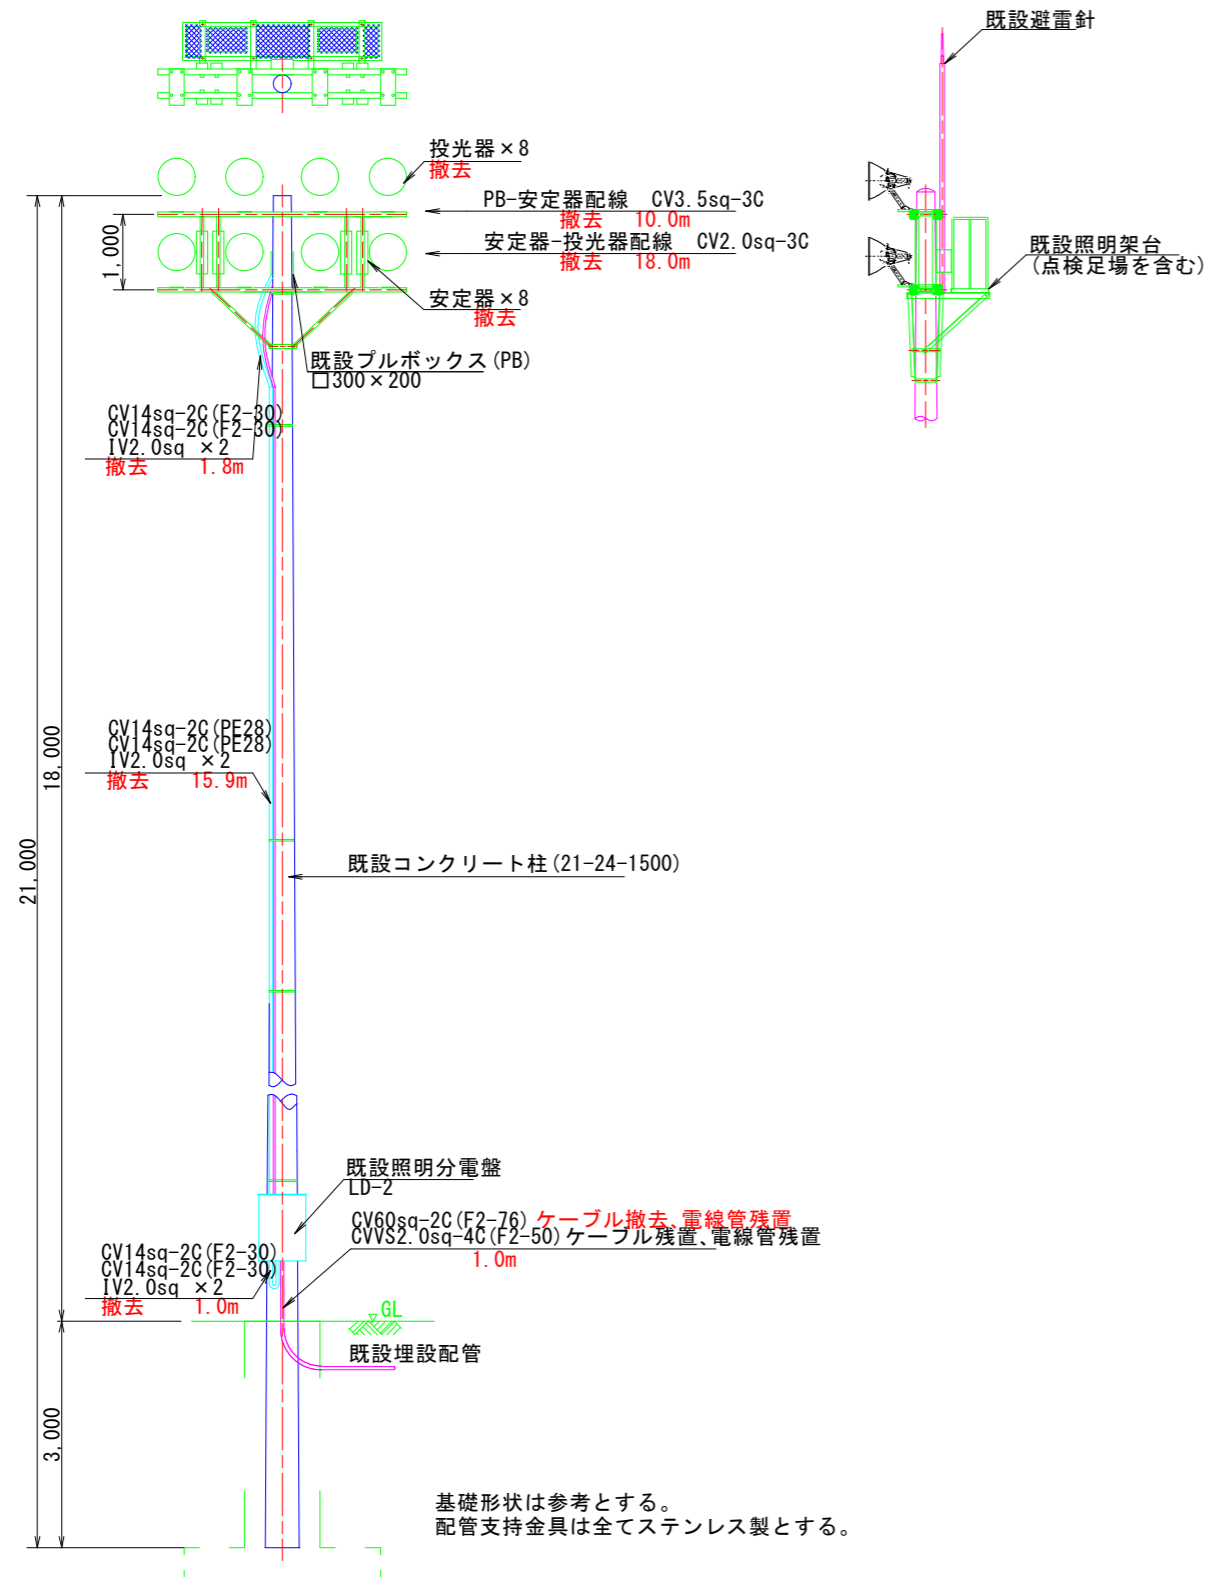 既設避雷針
投光器×8
撤去
PB-安定器配線 CV3.5sq-3C
撤去 10.0m
安定器-投光器配線 CV2.0sq-3C
撤去 18.0m
既設照明架台
(点検足場を含む)
1,000
安定器×8
撤去
既設プルボックス(PB)
□300×200
CV14sq-2C(F2-30)
CV14sq-2C(F2-30)
IV2.0sq ×2
撤去 1.8m
CV14sq-2C(PE28)
CV14sq-2C(PE28)
IV2.0sq ×2
撤去 15.9m
18,000
21,000
既設コンクリート柱(21-24-1500)
既設照明分電盤
LD-2
CV60sq-2C(F2-76) ケーブル撤去、電線管残置
CVVS2.0sq-4C(F2-50)ケーブル残置、電線管残置
1.0m
CV14sq-2C(F2-30)
CV14sq-2C(F2-30)
IV2.0sq ×2
撤去 1.0m
GL
既設埋設配管
3,000
基礎形状は参考とする。
配管支持金具は全てステンレス製とする。